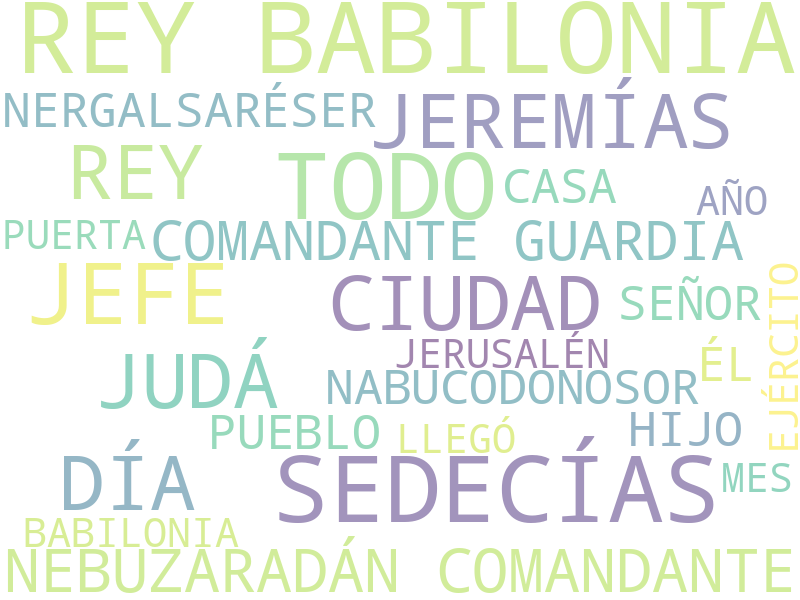 REY BABILONIA
NERGALSARÉSER
JEREMÍAS
REY
TODO
CASA
AÑO
PUERTA
COMANDANTE GUARDIA
JEFE
CIUDAD
SEÑOR
EJÉRCITO
JERUSALÉN
ÉL
JUDÁ
NABUCODONOSOR
PUEBLO
LLEGÓ
HIJO
DÍA
SEDECÍAS
MES
BABILONIA
NEBUZARADÁN COMANDANTE